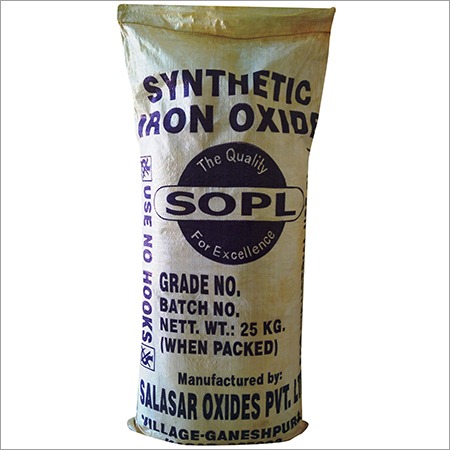 SYNTHETIC
IRON OXIDE
The Quality
SOPL
For Excellence
USE NO HOOKS
GRADE NO.
BATCH NO.
NETT. WT.: 25 KG.
(WHEN PACKED)
Manufactured by:
SALASAR OXIDES PVT. LT
VILLAGE-GANESHPURA